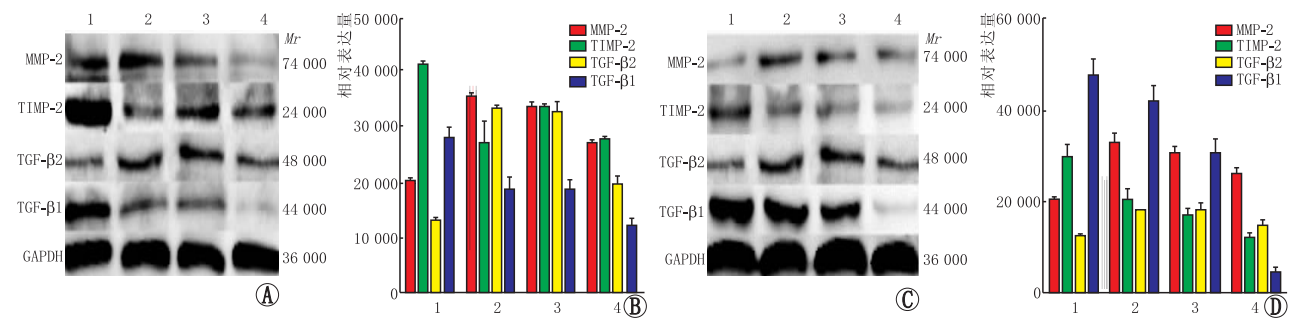 1 2 3 4
Mr
MMP-2 74 000
TIMP-2 24 000
TGF-β2 48 000
TGF-β1 44 000
GAPDH 36 000
Ⓐ
相对表达量
50 000
40 000
30 000
20 000
10 000
MMP-2
TIMP-2
TGF-β2
TGF-β1
1 2 3 4
Ⓑ
1 2 3 4
Mr
MMP-2 74 000
TIMP-2 24 000
TGF-β2 48 000
TGF-β1 44 000
GAPDH 36 000
Ⓒ
相对表达量
60 000
40 000
20 000
0
MMP-2
TIMP-2
TGF-β2
TGF-β1
1 2 3 4
Ⓓ